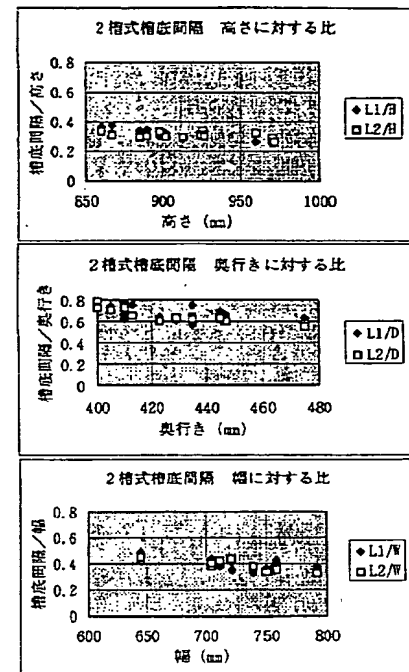 2槽式槽底間隔 高さに対する比
槽底間隔/高さ
0.8
0.6
0.4
0.2
0
850
900
950
1000
高さ (mm)
◆ L1/H
□ L2/H
2槽式槽底間隔 奥行きに対する比
槽底間隔/奥行き
0.8
0.6
0.4
0.2
0
400
420
440
460
480
奥行き (mm)
◆ L1/D
□ L2/D
2槽式槽底間隔 幅に対する比
槽底間隔/幅
0.8
0.6
0.4
0.2
0
600
650
700
750
800
幅 (mm)
◆ L1/W
□ L2/W